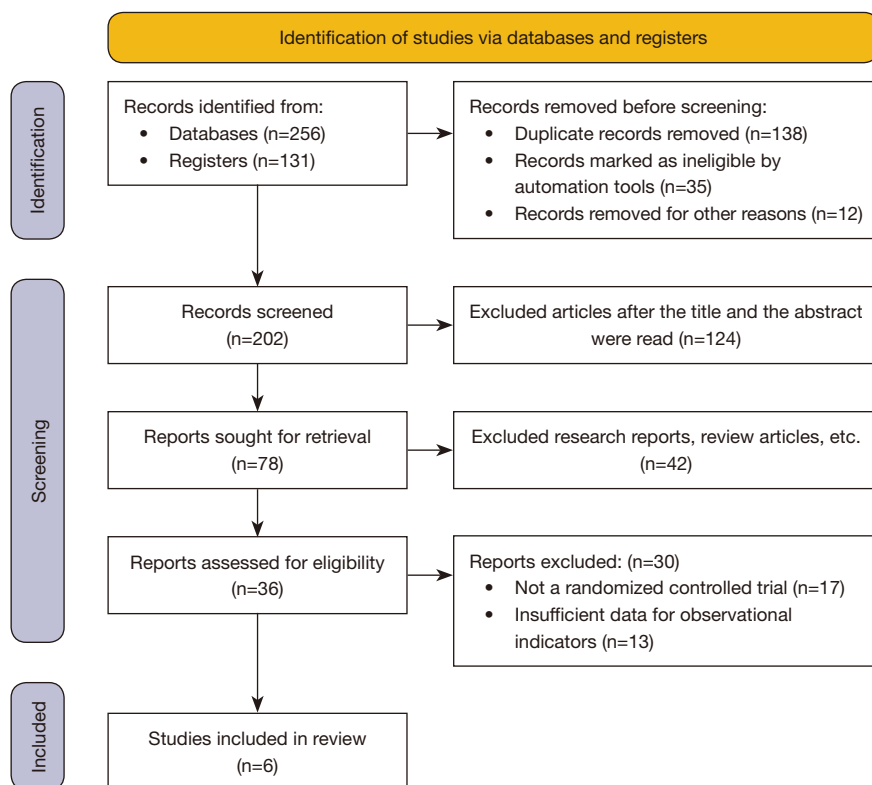 Identification of studies via databases and registers
Identification
Records identified from:
• Databases (n=256)
• Registers (n=131)
Records removed before screening:
• Duplicate records removed (n=138)
• Records marked as ineligible by
automation tools (n=35)
• Records removed for other reasons (n=12)
Screening
Records screened
(n=202)
Excluded articles after the title and the abstract
were read (n=124)
Reports sought for retrieval
(n=78)
Excluded research reports, review articles, etc.
(n=42)
Reports assessed for eligibility
(n=36)
Reports excluded: (n=30)
• Not a randomized controlled trial (n=17)
• Insufficient data for observational
indicators (n=13)
Included
Studies included in review
(n=6)